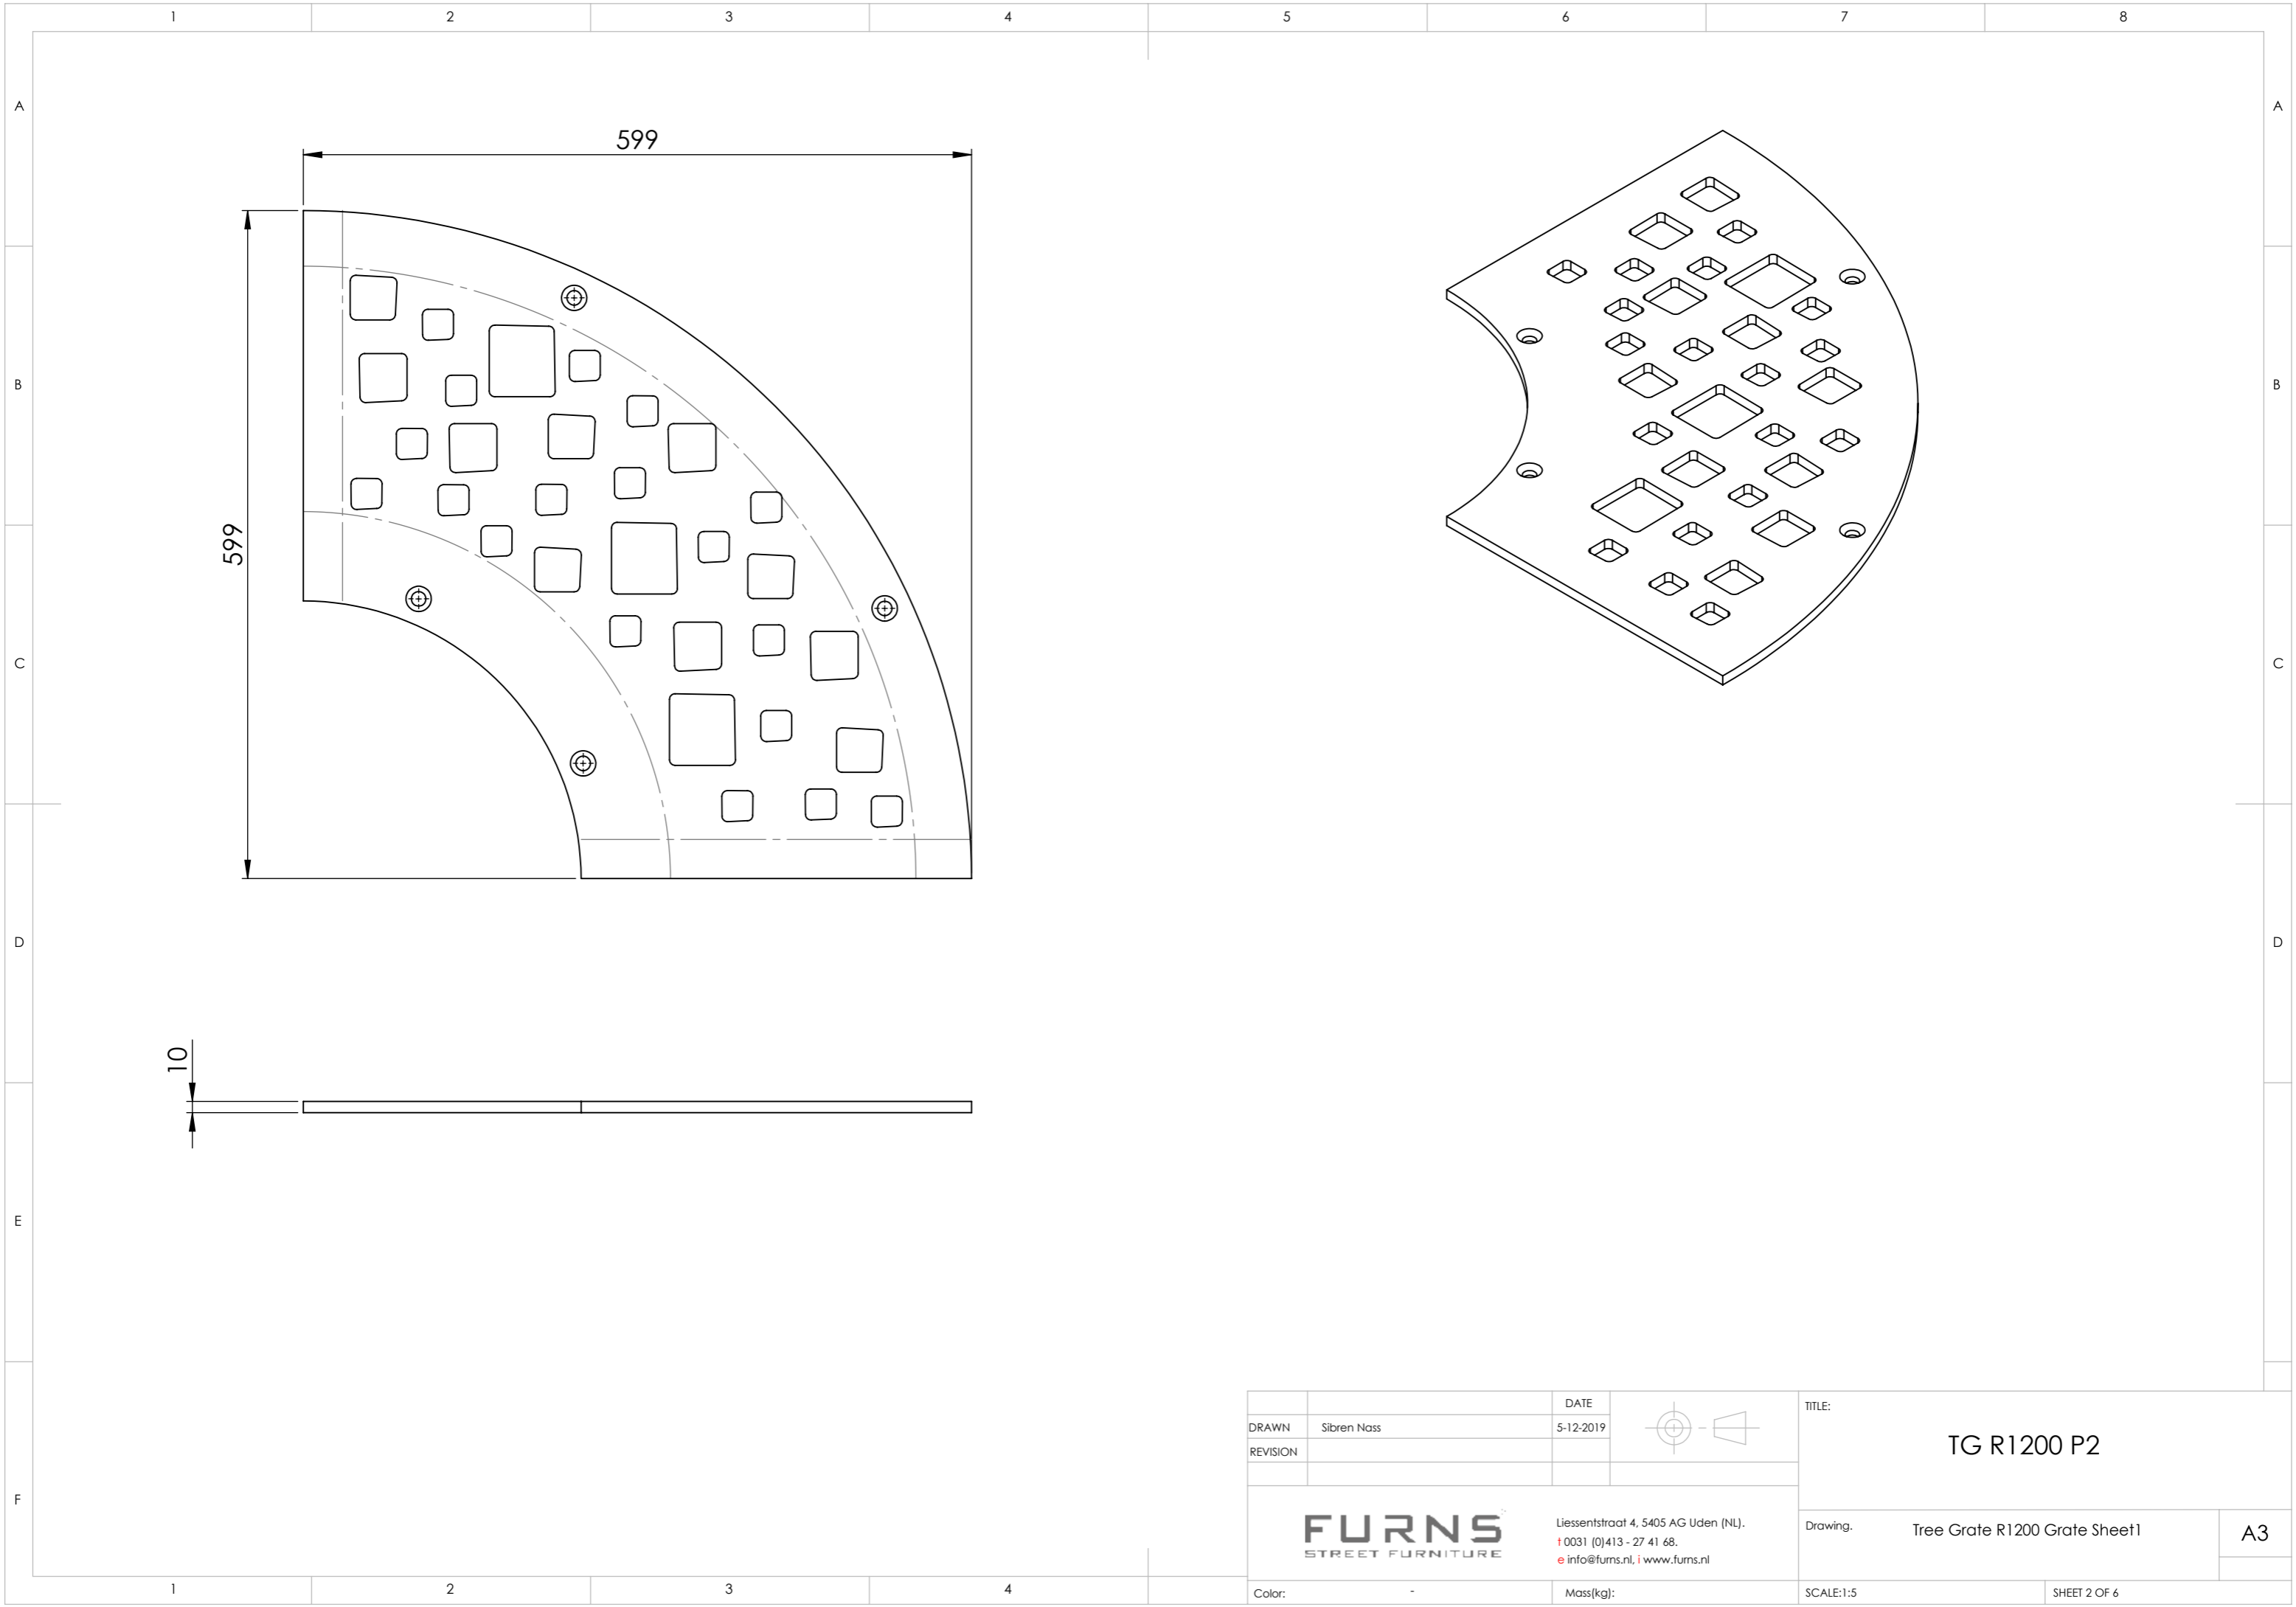 1 2 3 4 5 6 7 8
A A
599
B B
599
C C
D D
10
E
F
DATE
DRAWN Sibren Nass 5-12-2019
REVISION
TITLE:
TG R1200 P2
FURNS
STREET FURNITURE
Liessentstraat 4, 5405 AG Uden (NL).
t 0031 (0)413 - 27 41 68.
e info@furns.nl, i www.furns.nl
Drawing. Tree Grate R1200 Grate Sheet1
A3
Color: - Mass(kg): SCALE:1:5 SHEET 2 OF 6
1 2 3 4